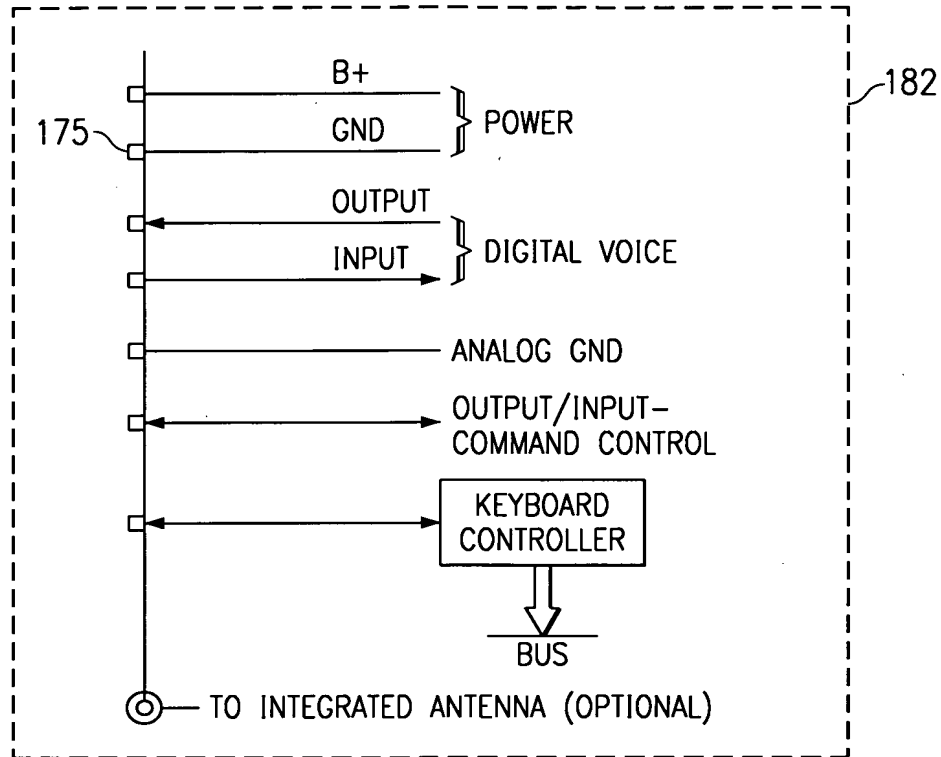 B+
182
POWER
175
GND
OUTPUT
DIGITAL VOICE
INPUT
ANALOG GND
OUTPUT/INPUT-
COMMAND CONTROL
KEYBOARD
CONTROLLER
BUS
TO INTEGRATED ANTENNA (OPTIONAL)